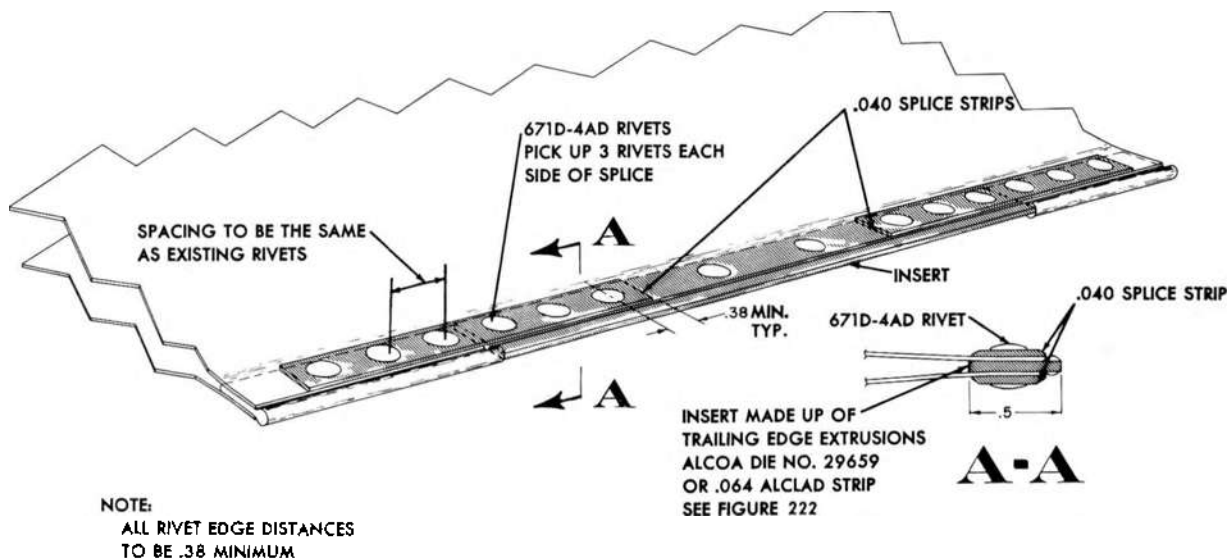 .040 SPLICE STRIPS
671D-4AD RIVETS
PICK UP 3 RIVETS EACH
SIDE OF SPLICE
SPACING TO BE THE SAME
AS EXISTING RIVETS
A
INSERT
.38 MIN.
TYP.
.040 SPLICE STRIP
671D-4AD RIVET
A
.5
INSERT MADE UP OF
TRAILING EDGE EXTRUSIONS
ALCOA DIE NO. 29659
OR .064 ALCLAD STRIP
SEE FIGURE 222
A-A
NOTE:
ALL RIVET EDGE DISTANCES
TO BE .38 MINIMUM